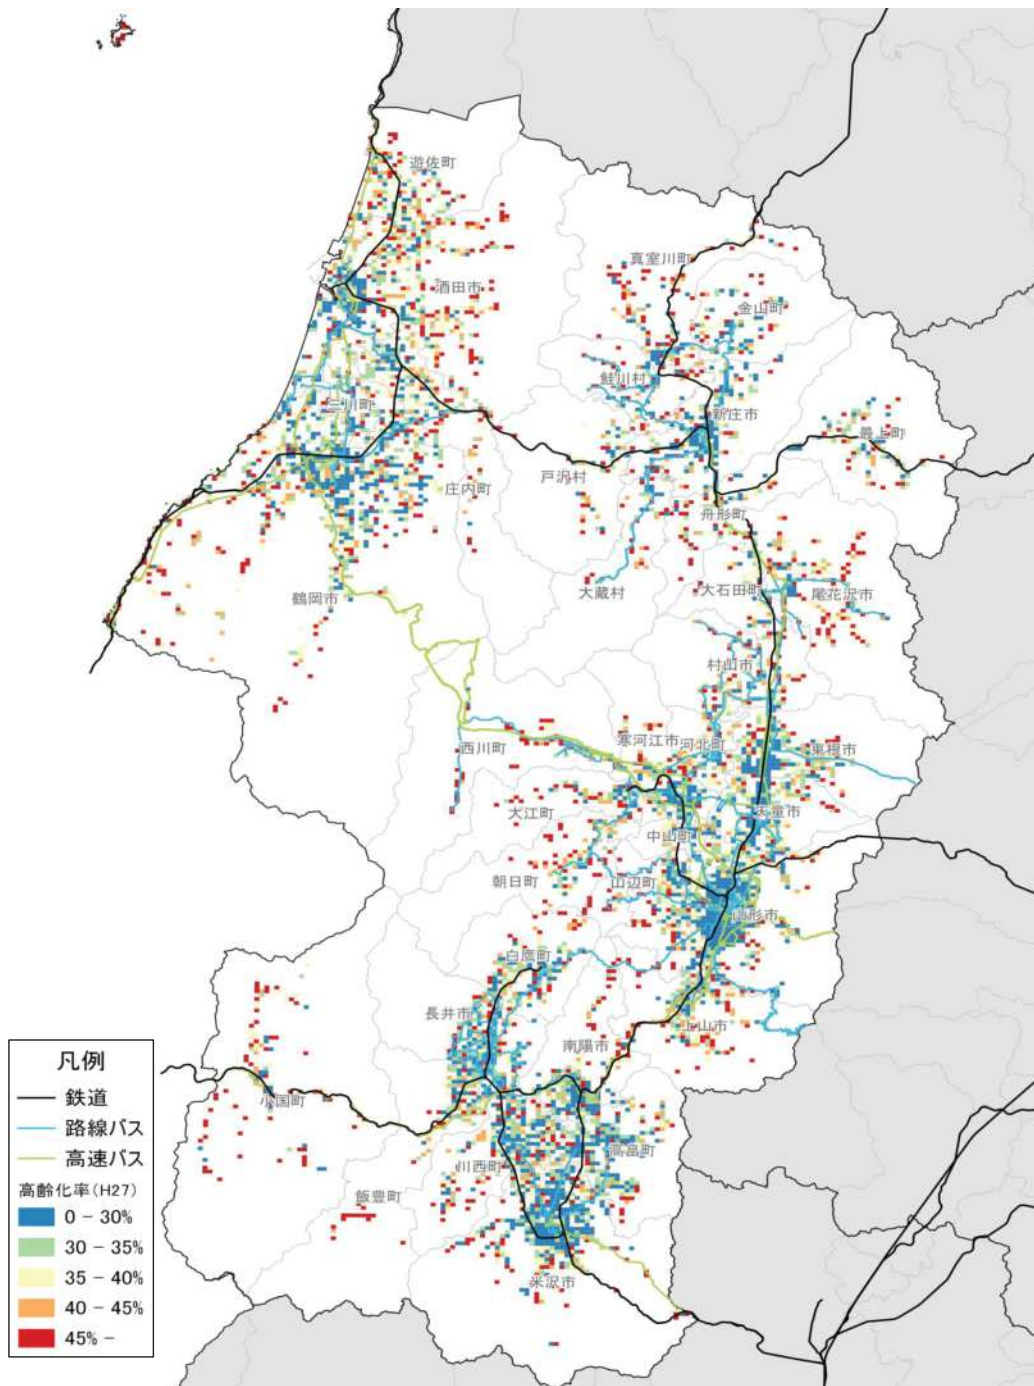 遊佐町
真室川町
酒田市
金山町
鮭川村
三川町
新庄市
最上町
戸沢村
庄内町
舟形町
大蔵村
大石田町
尾花沢市
鶴岡市
村山市
西川町
寒河江市
河北町
東根市
大江町
天童市
中山町
朝日町
山辺町
山形市
白鷹町
長井市
上山市
南陽市
小国町
高畠町
川西町
飯豊町
米沢市
凡例
鉄道
路線バス
高速バス
高齢化率(H27)
0 - 30%
30 - 35%
35 - 40%
40 - 45%
45% -